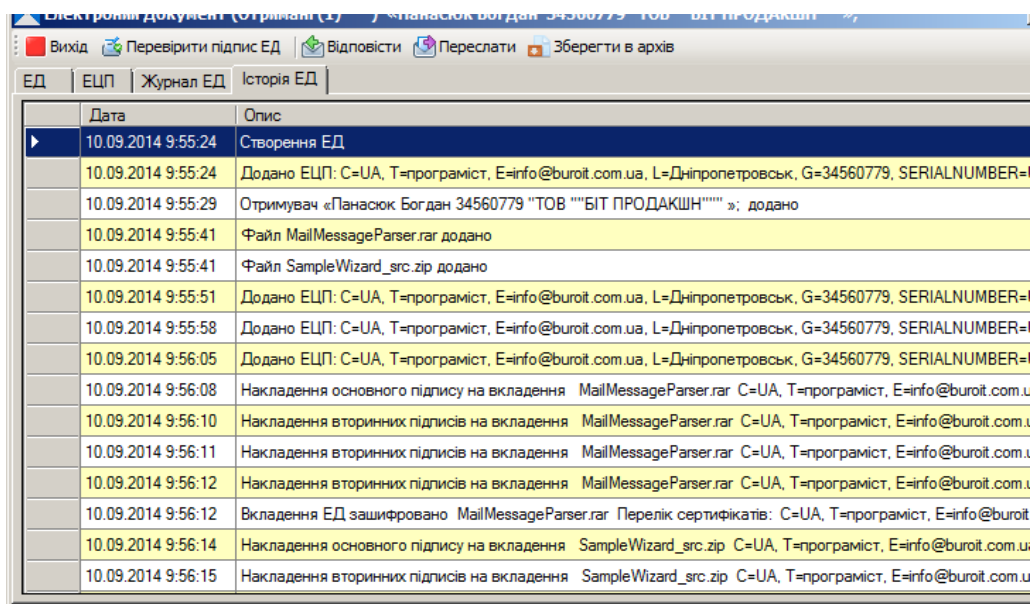 Електронний документ (Отримані (1) ) «Панасюк Богдан 34560779 "ТОВ ""БІТ ПРОДАКШН""" »;
Вихід Перевірити підпис ЕД Відповісти Переслати Зберегти в архів
ЕД ЕЦП Журнал ЕД Історія ЕД
Дата Опис
10.09.2014 9:55:24 Створення ЕД
10.09.2014 9:55:24 Додано ЕЦП: C=UA, T=програміст, E=info@buroit.com.ua, L=Дніпропетровськ, G=34560779, SERIALNUMBER=
10.09.2014 9:55:29 Отримувач «Панасюк Богдан 34560779 "ТОВ ""БІТ ПРОДАКШН""" »; додано
10.09.2014 9:55:41 Файл MailMessageParser.rar додано
10.09.2014 9:55:41 Файл SampleWizard_src.zip додано
10.09.2014 9:55:51 Додано ЕЦП: C=UA, T=програміст, E=info@buroit.com.ua, L=Дніпропетровськ, G=34560779, SERIALNUMBER=
10.09.2014 9:55:58 Додано ЕЦП: C=UA, T=програміст, E=info@buroit.com.ua, L=Дніпропетровськ, G=34560779, SERIALNUMBER=
10.09.2014 9:56:05 Додано ЕЦП: C=UA, T=програміст, E=info@buroit.com.ua, L=Дніпропетровськ, G=34560779, SERIALNUMBER=
10.09.2014 9:56:08 Накладення основного підпису на вкладення MailMessageParser.rar C=UA, T=програміст, E=info@buroit.com.u
10.09.2014 9:56:10 Накладення вторинних підписів на вкладення MailMessageParser.rar C=UA, T=програміст, E=info@buroit.com.
10.09.2014 9:56:11 Накладення вторинних підписів на вкладення MailMessageParser.rar C=UA, T=програміст, E=info@buroit.com.
10.09.2014 9:56:12 Накладення вторинних підписів на вкладення MailMessageParser.rar C=UA, T=програміст, E=info@buroit.com.
10.09.2014 9:56:12 Вкладення ЕД зашифровано MailMessageParser.rar Перелік сертифікатів: C=UA, T=програміст, E=info@buroit
10.09.2014 9:56:14 Накладення основного підпису на вкладення SampleWizard_src.zip C=UA, T=програміст, E=info@buroit.com.u
10.09.2014 9:56:15 Накладення вторинних підписів на вкладення SampleWizard_src.zip C=UA, T=програміст, E=info@buroit.com.u